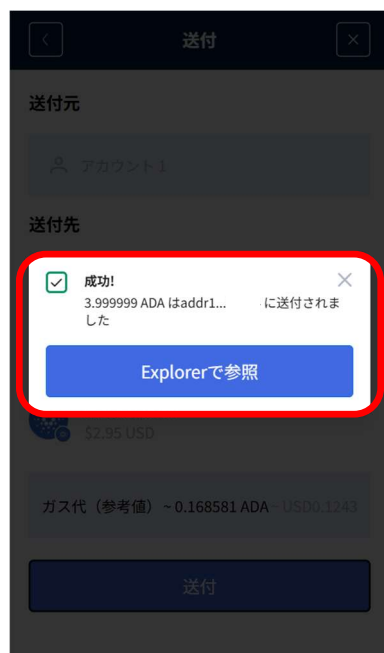 送付
送付元
アカウント 1
送付先
成功!
3.999999 ADA はaddr1... に送付されま
した
Explorerで参照
$2.95 USD
ガス代（参考値） ~ 0.168581 ADA ~ USD0.1243
送付